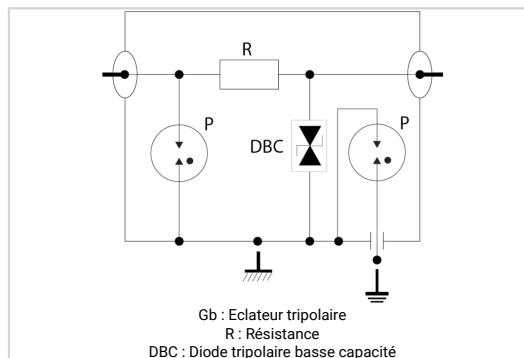 R
P
DBC
P
Gb : Eclateur tripolaire
R : Résistance
DBC : Diode tripolaire basse capacité